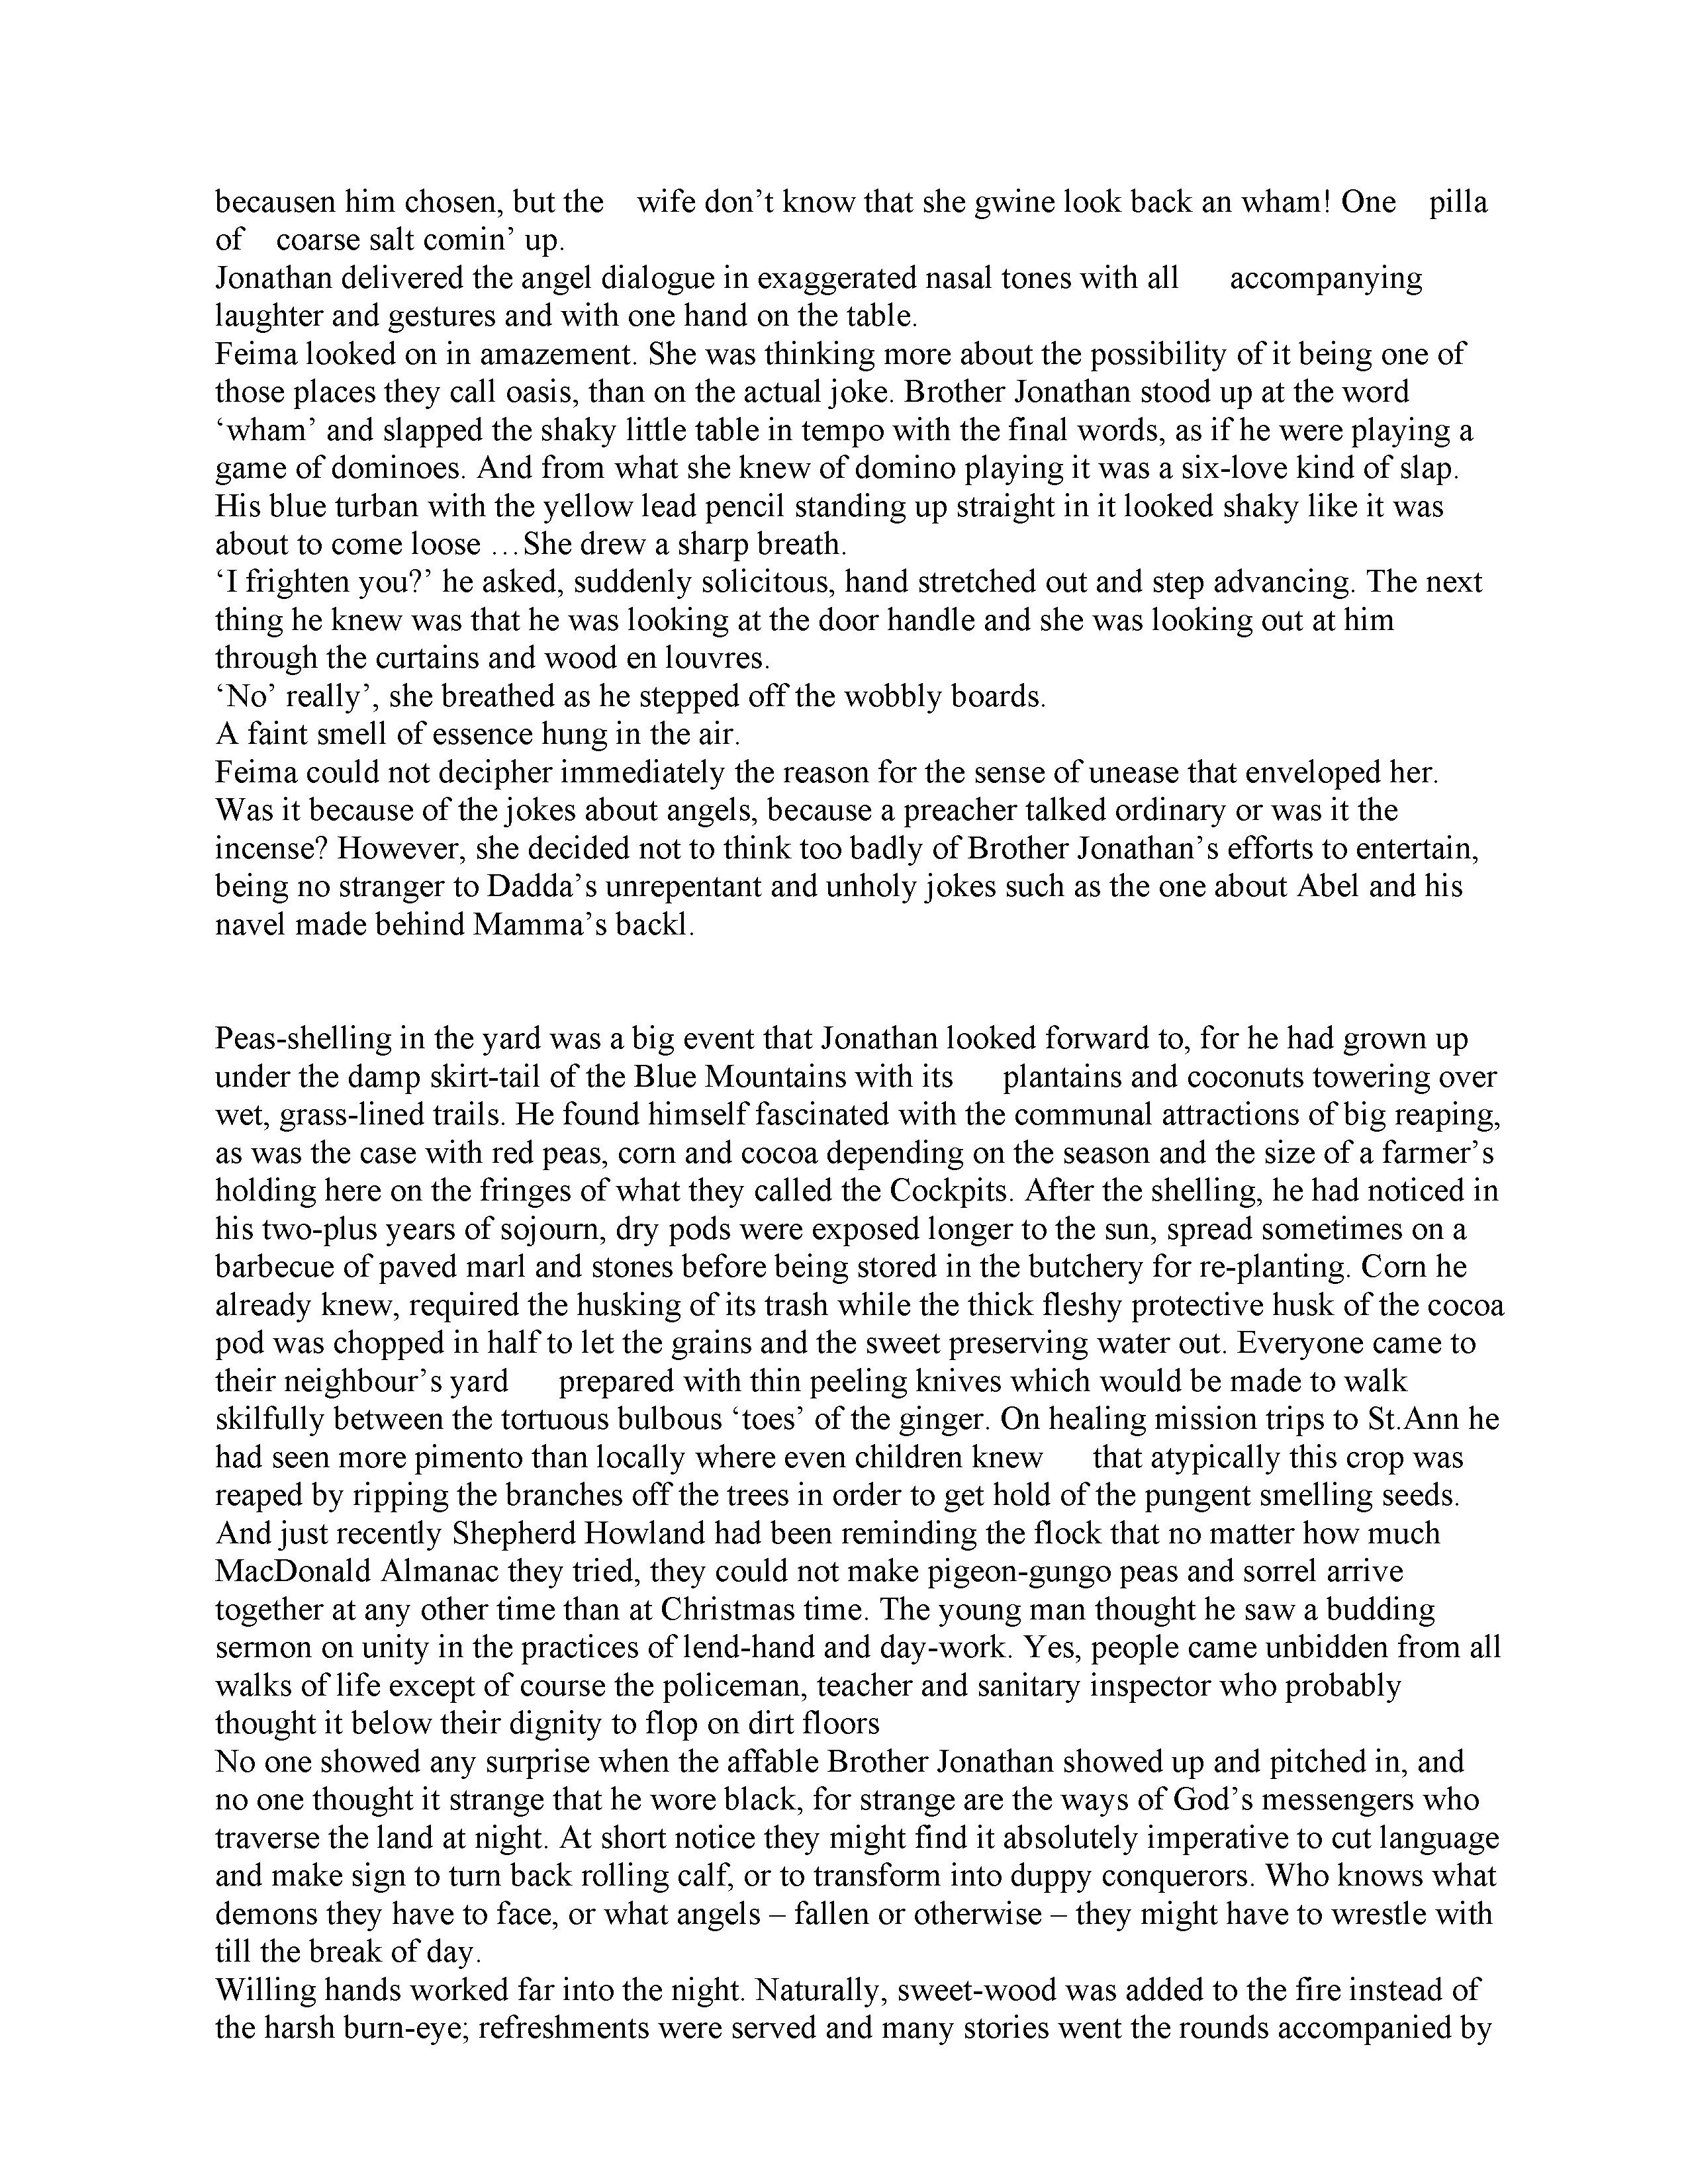 becausen him chosen, but the wife don’t know that she gwine look back an wham! One pilla
of coarse salt comin’ up.
Jonathan delivered the angel dialogue in exaggerated nasal tones with all accompanying
laughter and gestures and with one hand on the table.
Feima looked on in amazement. She was thinking more about the possibility of it being one of
those places they call oasis, than on the actual joke. Brother Jonathan stood up at the word
‘wham’ and slapped the shaky little table in tempo with the final words, as if he were playing a
game of dominoes. And from what she knew of domino playing it was a six-love kind of slap.
His blue turban with the yellow lead pencil standing up straight in it looked shaky like it was
about to come loose …She drew a sharp breath.
‘I frighten you?’ he asked, suddenly solicitous, hand stretched out and step advancing. The next
thing he knew was that he was looking at the door handle and she was looking out at him
through the curtains and wood en louvres.
‘No’ really’, she breathed as he stepped off the wobbly boards.
A faint smell of essence hung in the air.
Feima could not decipher immediately the reason for the sense of unease that enveloped her.
Was it because of the jokes about angels, because a preacher talked ordinary or was it the
incense? However, she decided not to think too badly of Brother Jonathan’s efforts to entertain,
being no stranger to Dadda’s unrepentant and unholy jokes such as the one about Abel and his
navel made behind Mamma’s backl.
Peas-shelling in the yard was a big event that Jonathan looked forward to, for he had grown up
under the damp skirt-tail of the Blue Mountains with its plantains and coconuts towering over
wet, grass-lined trails. He found himself fascinated with the communal attractions of big reaping,
as was the case with red peas, corn and cocoa depending on the season and the size of a farmer’s
holding here on the fringes of what they called the Cockpits. After the shelling, he had noticed in
his two-plus years of sojourn, dry pods were exposed longer to the sun, spread sometimes on a
barbecue of paved marl and stones before being stored in the butchery for re-planting. Corn he
already knew, required the husking of its trash while the thick fleshy protective husk of the cocoa
pod was chopped in half to let the grains and the sweet preserving water out. Everyone came to
their neighbour’s yard prepared with thin peeling knives which would be made to walk
skilfully between the tortuous bulbous ‘toes’ of the ginger. On healing mission trips to St.Ann he
had seen more pimento than locally where even children knew that atypically this crop was
reaped by ripping the branches off the trees in order to get hold of the pungent smelling seeds.
And just recently Shepherd Howland had been reminding the flock that no matter how much
MacDonald Almanac they tried, they could not make pigeon-gungo peas and sorrel arrive
together at any other time than at Christmas time. The young man thought he saw a budding
sermon on unity in the practices of lend-hand and day-work. Yes, people came unbidden from all
walks of life except of course the policeman, teacher and sanitary inspector who probably
thought it below their dignity to flop on dirt floors
No one showed any surprise when the affable Brother Jonathan showed up and pitched in, and
no one thought it strange that he wore black, for strange are the ways of God’s messengers who
traverse the land at night. At short notice they might find it absolutely imperative to cut language
and make sign to turn back rolling calf, or to transform into duppy conquerors. Who knows what
demons they have to face, or what angels – fallen or otherwise – they might have to wrestle with
till the break of day.
Willing hands worked far into the night. Naturally, sweet-wood was added to the fire instead of
the harsh burn-eye; refreshments were served and many stories went the rounds accompanied by